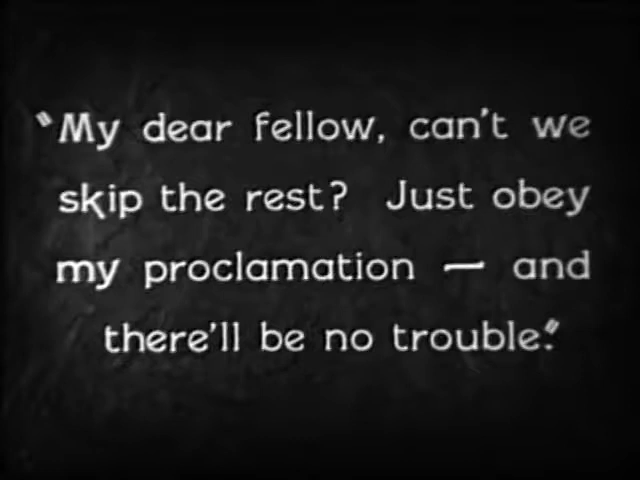 "My dear fellow, can't we
skip the rest? Just obey
my proclamation — and
there'll be no trouble."